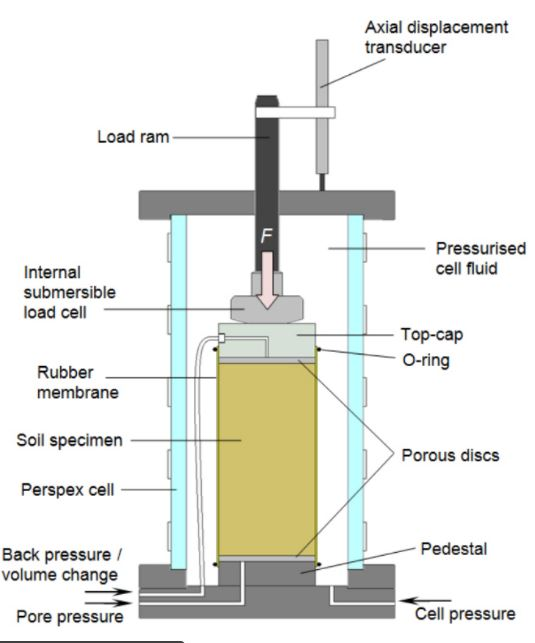 Axial displacement
transducer
Load ram
F
Pressurised
cell fluid
Internal
submersible
load cell
Top-cap
O-ring
Rubber
membrane
Soil specimen
Porous discs
Perspex cell
Pedestal
Back pressure /
volume change
Pore pressure
Cell pressure